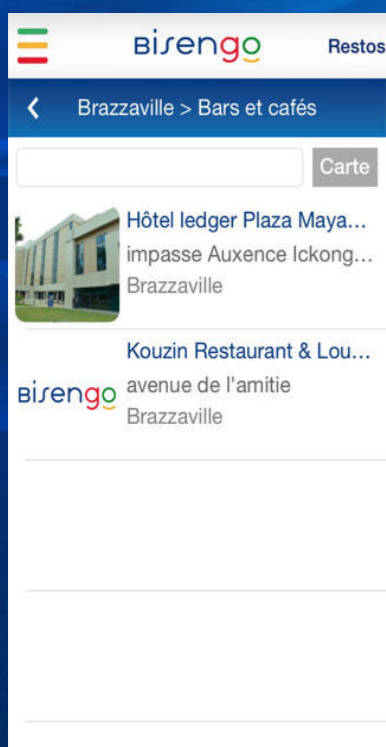 Bisengo
Restos
Brazzaville > Bars et cafés
Carte
Hôtel ledger Plaza Maya...
impasse Auxence Ickong...
Brazzaville
Kouzin Restaurant & Lou...
Bisengo
avenue de l'amitie
Brazzaville